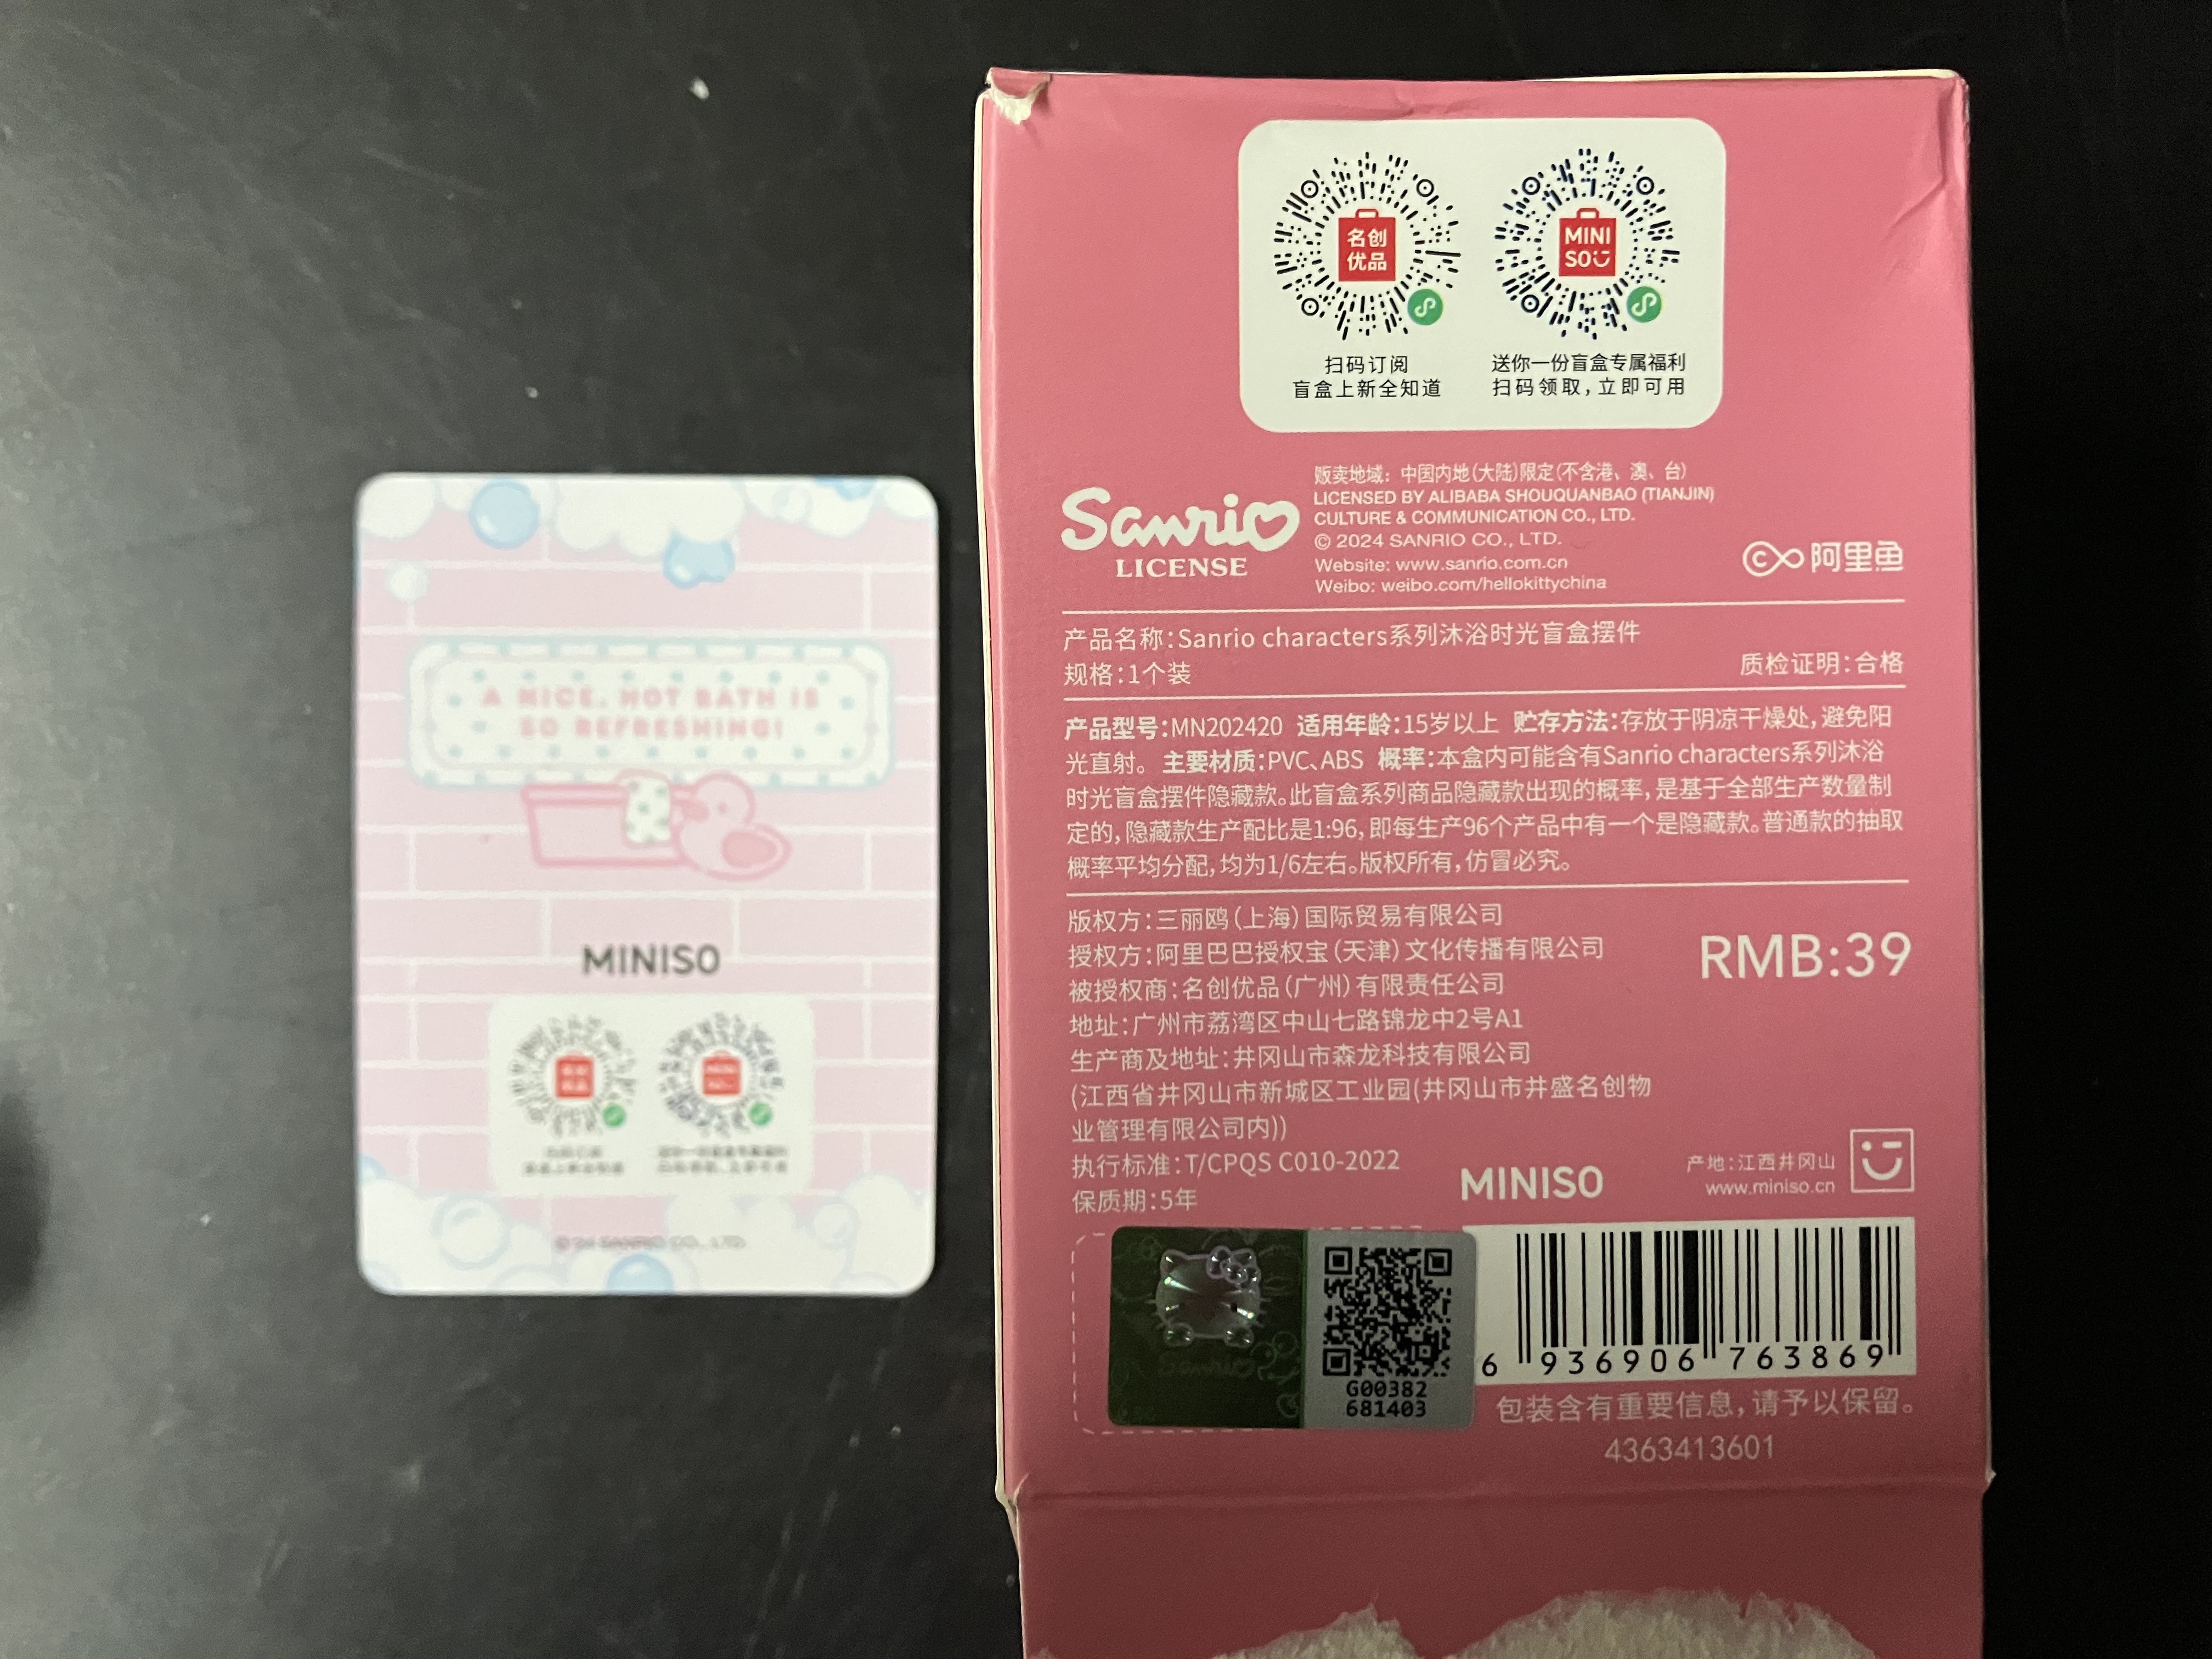 A NICE, HOT BATH IS
SO REFRESHING!
MINISO
名创
优品
MINI
SO
扫码订阅
盲盒上新全知道
送你一份盲盒专属福利
扫码领取,立即可用
Sanrio
LICENSE
贩卖地域:中国内地(大陆)限定(不含港、澳、台)
LICENSED BY ALIBABA SHOUQUANBAO (TIANJIN)
CULTURE & COMMUNICATION CO., LTD.
© 2024 SANRIO CO., LTD.
Website: www.sanrio.com.cn
Weibo: weibo.com/hellokittychina
阿里鱼
产品名称:Sanrio characters系列沐浴时光盲盒摆件
规格:1个装
质检证明:合格
产品型号:MN202420 适用年龄:15岁以上 贮存方法:存放于阴凉干燥处,避免阳
光直射。 主要材质:PVC、ABS 概率:本盒内可能含有Sanrio characters系列沐浴
时光盲盒摆件隐藏款。此盲盒系列商品隐藏款出现的概率,是基于全部生产数量制
定的,隐藏款生产配比是1:96,即每生产96个产品中有一个是隐藏款。普通款的抽取
概率平均分配,均为1/6左右。版权所有,仿冒必究。
版权方:三丽鸥(上海)国际贸易有限公司
授权方:阿里巴巴授权宝(天津)文化传播有限公司
被授权商:名创优品(广州)有限责任公司
地址:广州市荔湾区中山七路锦龙中2号A1
生产商及地址:井冈山市森龙科技有限公司
(江西省井冈山市新城区工业园(井冈山市井盛名创物
业管理有限公司内))
执行标准:T/CPQS C010-2022
保质期:5年
RMB:39
MINISO
产地:江西井冈山
www.miniso.cn
Sanrio
G00382
681403
6 936906 763869
包装含有重要信息,请予以保留。
4363413601